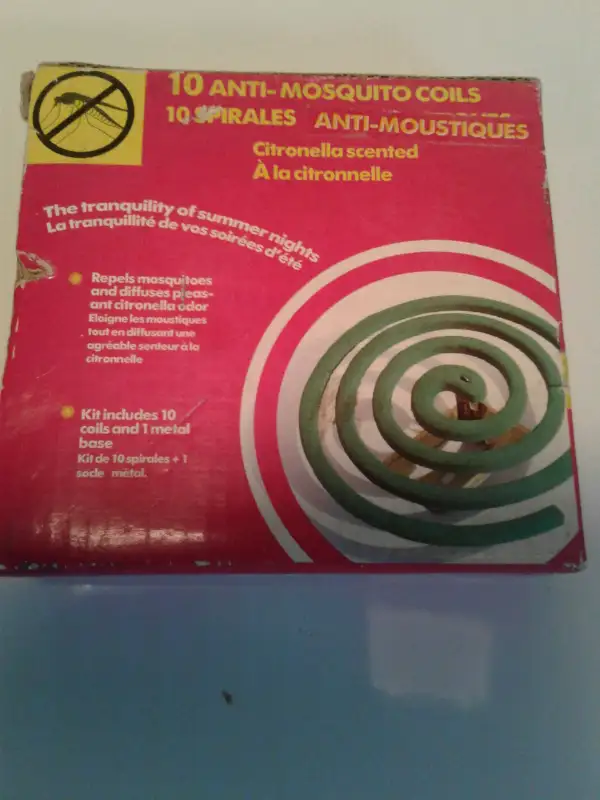 10 ANTI-MOSQUITO COILS
10 SPIRALES ANTI-MOUSTIQUES
Citronella scented
À la citronnelle
The tranquility of summer nights
La tranquillité de vos soirées d'été
Repels mosquitoes
and diffuses pleas-
ant citronella odor
Eloigne les moustiques
tout en diffusant une
agréable senteur à la
citronnelle
Kit includes 10
coils and 1 metal
base
Kit de 10 spirales + 1
socle métal.